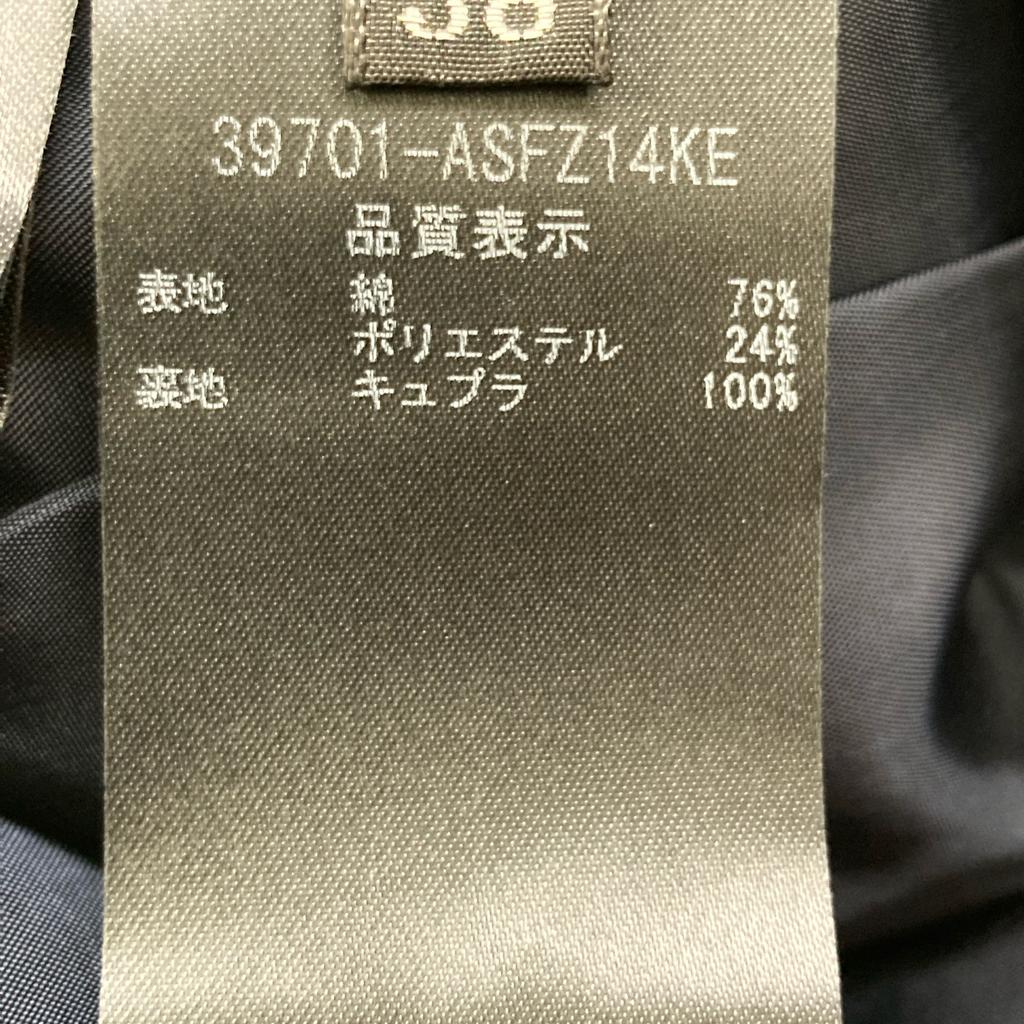 39701-ASFZ14KE
品質表示
表地 綿 76%
ポリエステル 24%
裏地 キュプラ 100%